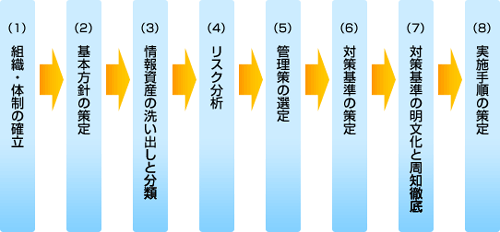 (1)
組織・体制の確立
(2)
基本方針の策定
(3)
情報資産の洗い出しと分類
(4)
リスク分析
(5)
管理策の選定
(6)
対策基準の策定
(7)
対策基準の明文化と周知徹底
(8)
実施手順の策定